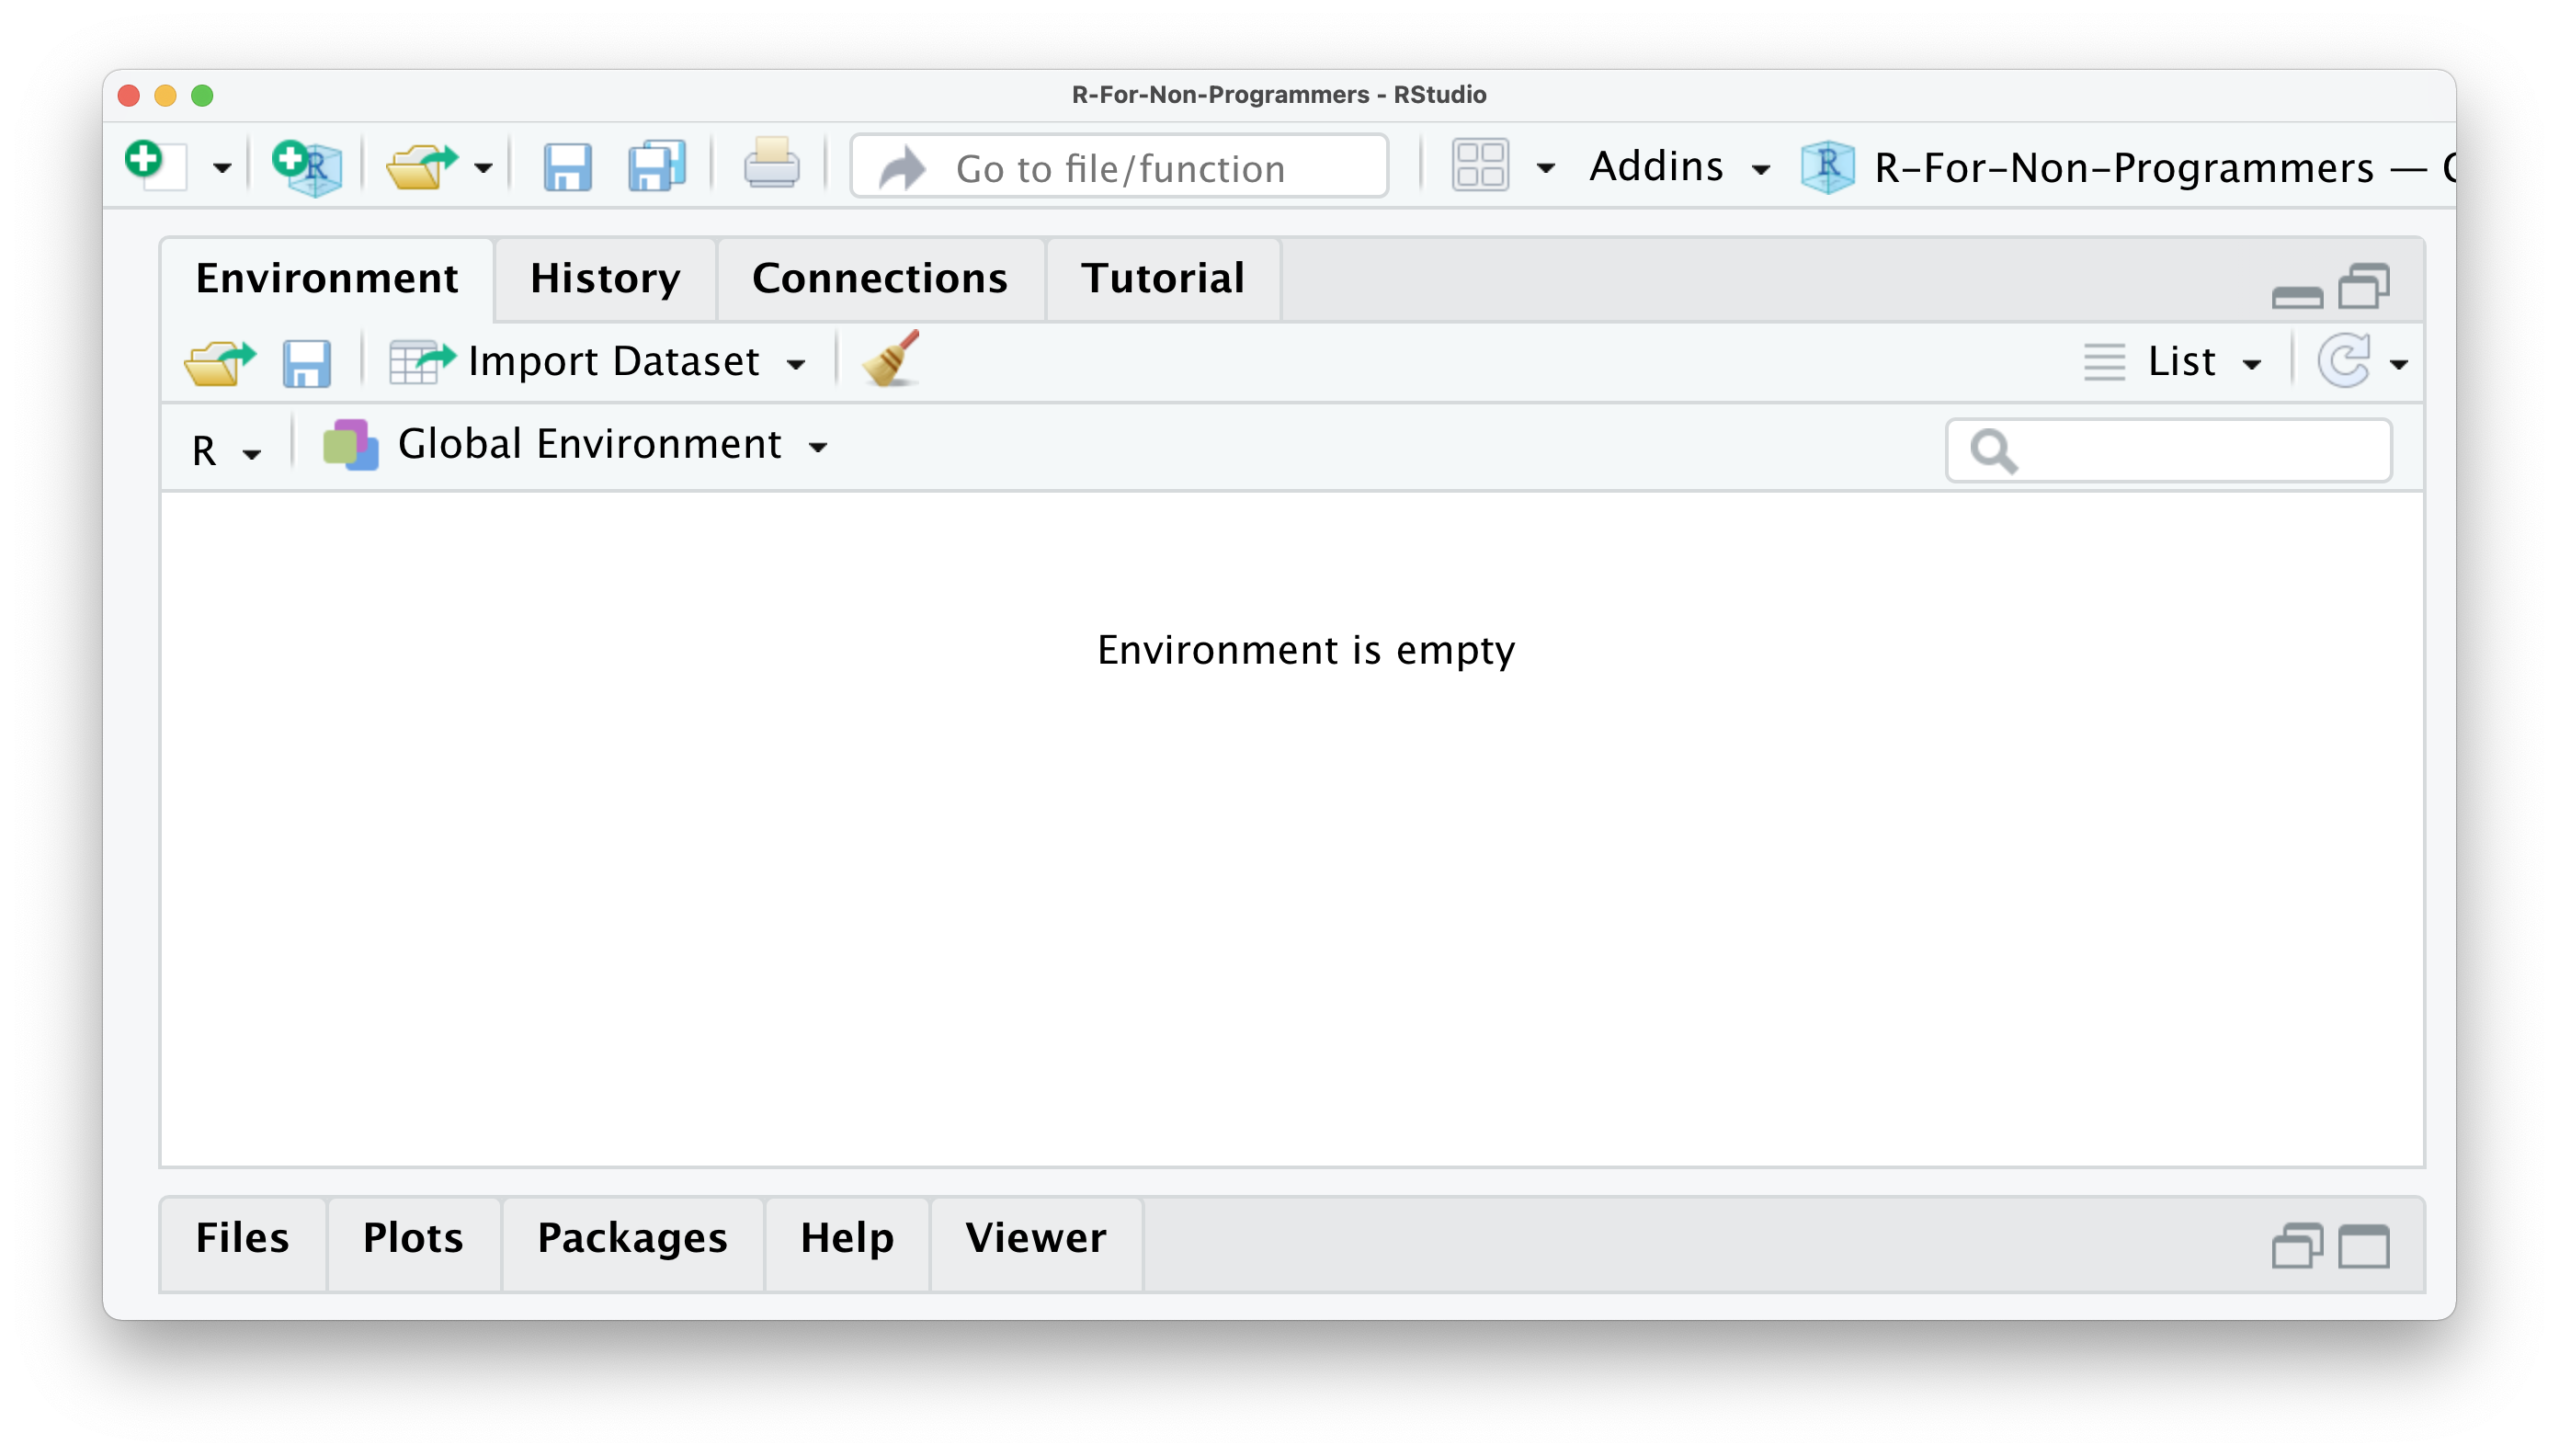 R-For-Non-Programmers - RStudio
Go to file/function Addins R-For-Non-Programmers —
Environment History Connections Tutorial
Import Dataset List
R Global Environment
Environment is empty
Files Plots Packages Help Viewer